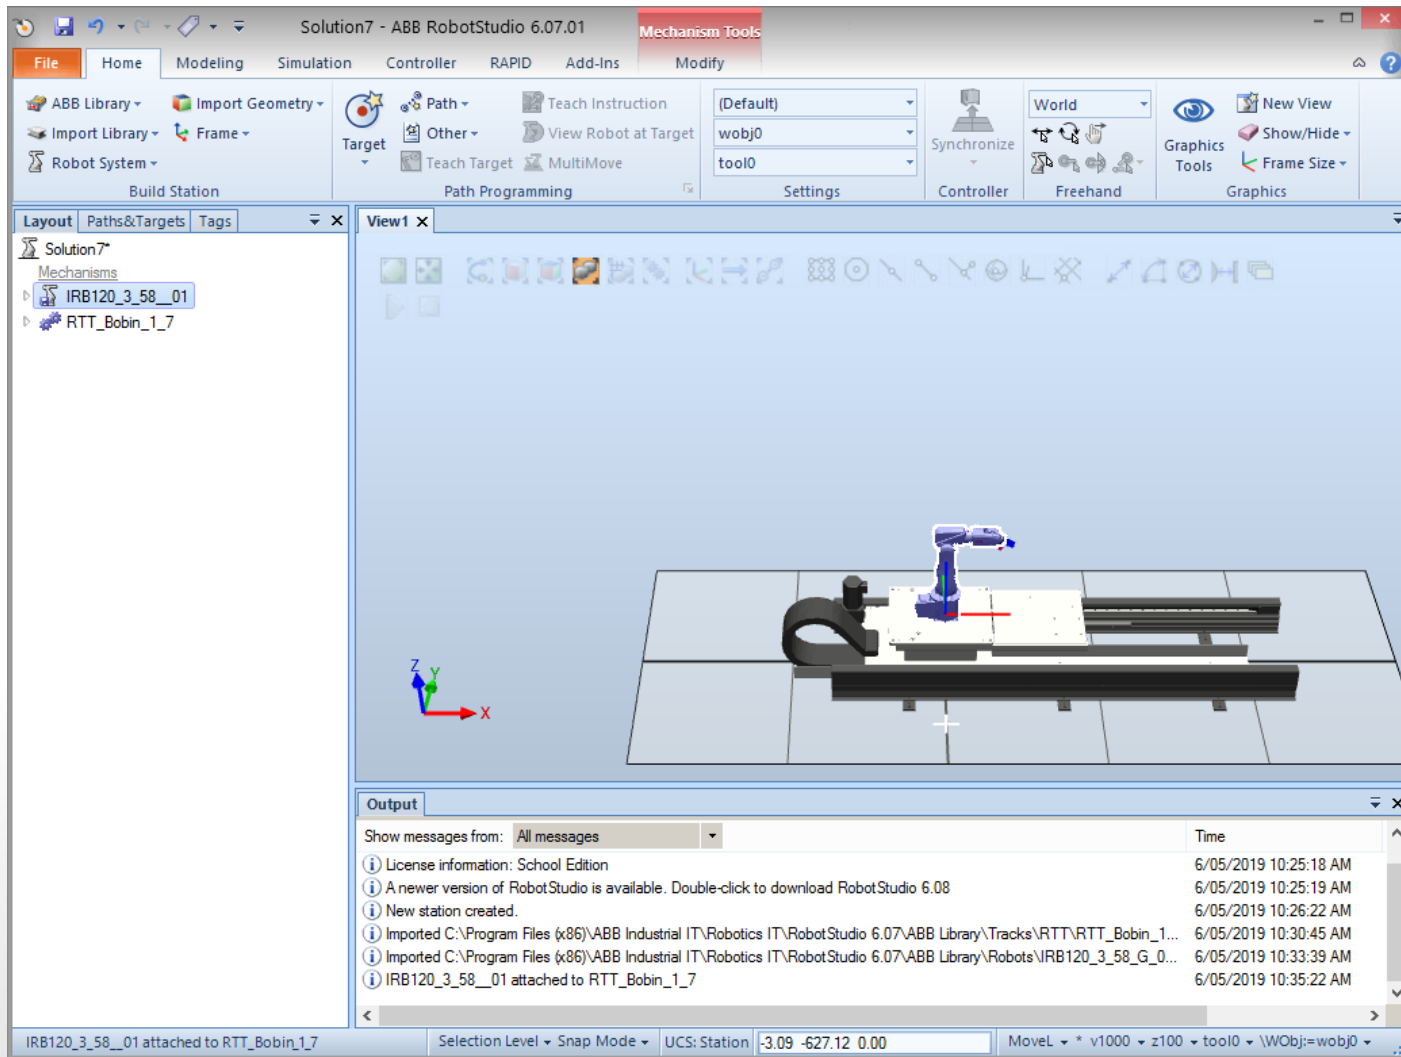 Solution7 - ABB RobotStudio 6.07.01
Mechanism Tools
File Home Modeling Simulation Controller RAPID Add-Ins Modify
ABB Library Import Geometry Path Teach Instruction (Default) World New View
Import Library Frame Target Other View Robot at Target wobj0 Synchronize Graphics Tools Show/Hide
Robot System Teach Target MultiMove tool0 Frame Size
Build Station Path Programming Settings Controller Freehand Graphics
Layout Paths&Targets Tags View1
Solution7*
Mechanisms
IRB120_3_58__01
RTT_Bobin_1_7
Z
Y
X
Output
Show messages from: All messages Time
License information: School Edition 6/05/2019 10:25:18 AM
A newer version of RobotStudio is available. Double-click to download RobotStudio 6.08 6/05/2019 10:25:19 AM
New station created. 6/05/2019 10:26:22 AM
Imported C:\Program Files (x86)\ABB Industrial IT\Robotics IT\RobotStudio 6.07\ABB Library\Tracks\RTT\RTT_Bobin_1... 6/05/2019 10:30:45 AM
Imported C:\Program Files (x86)\ABB Industrial IT\Robotics IT\RobotStudio 6.07\ABB Library\Robots\IRB120_3_58_G_0... 6/05/2019 10:33:39 AM
IRB120_3_58__01 attached to RTT_Bobin_1_7 6/05/2019 10:35:22 AM
IRB120_3_58__01 attached to RTT_Bobin_1_7 Selection Level Snap Mode UCS: Station -3.09 -627.12 0.00 MoveL * v1000 z100 tool0 \WObj:=wobj0